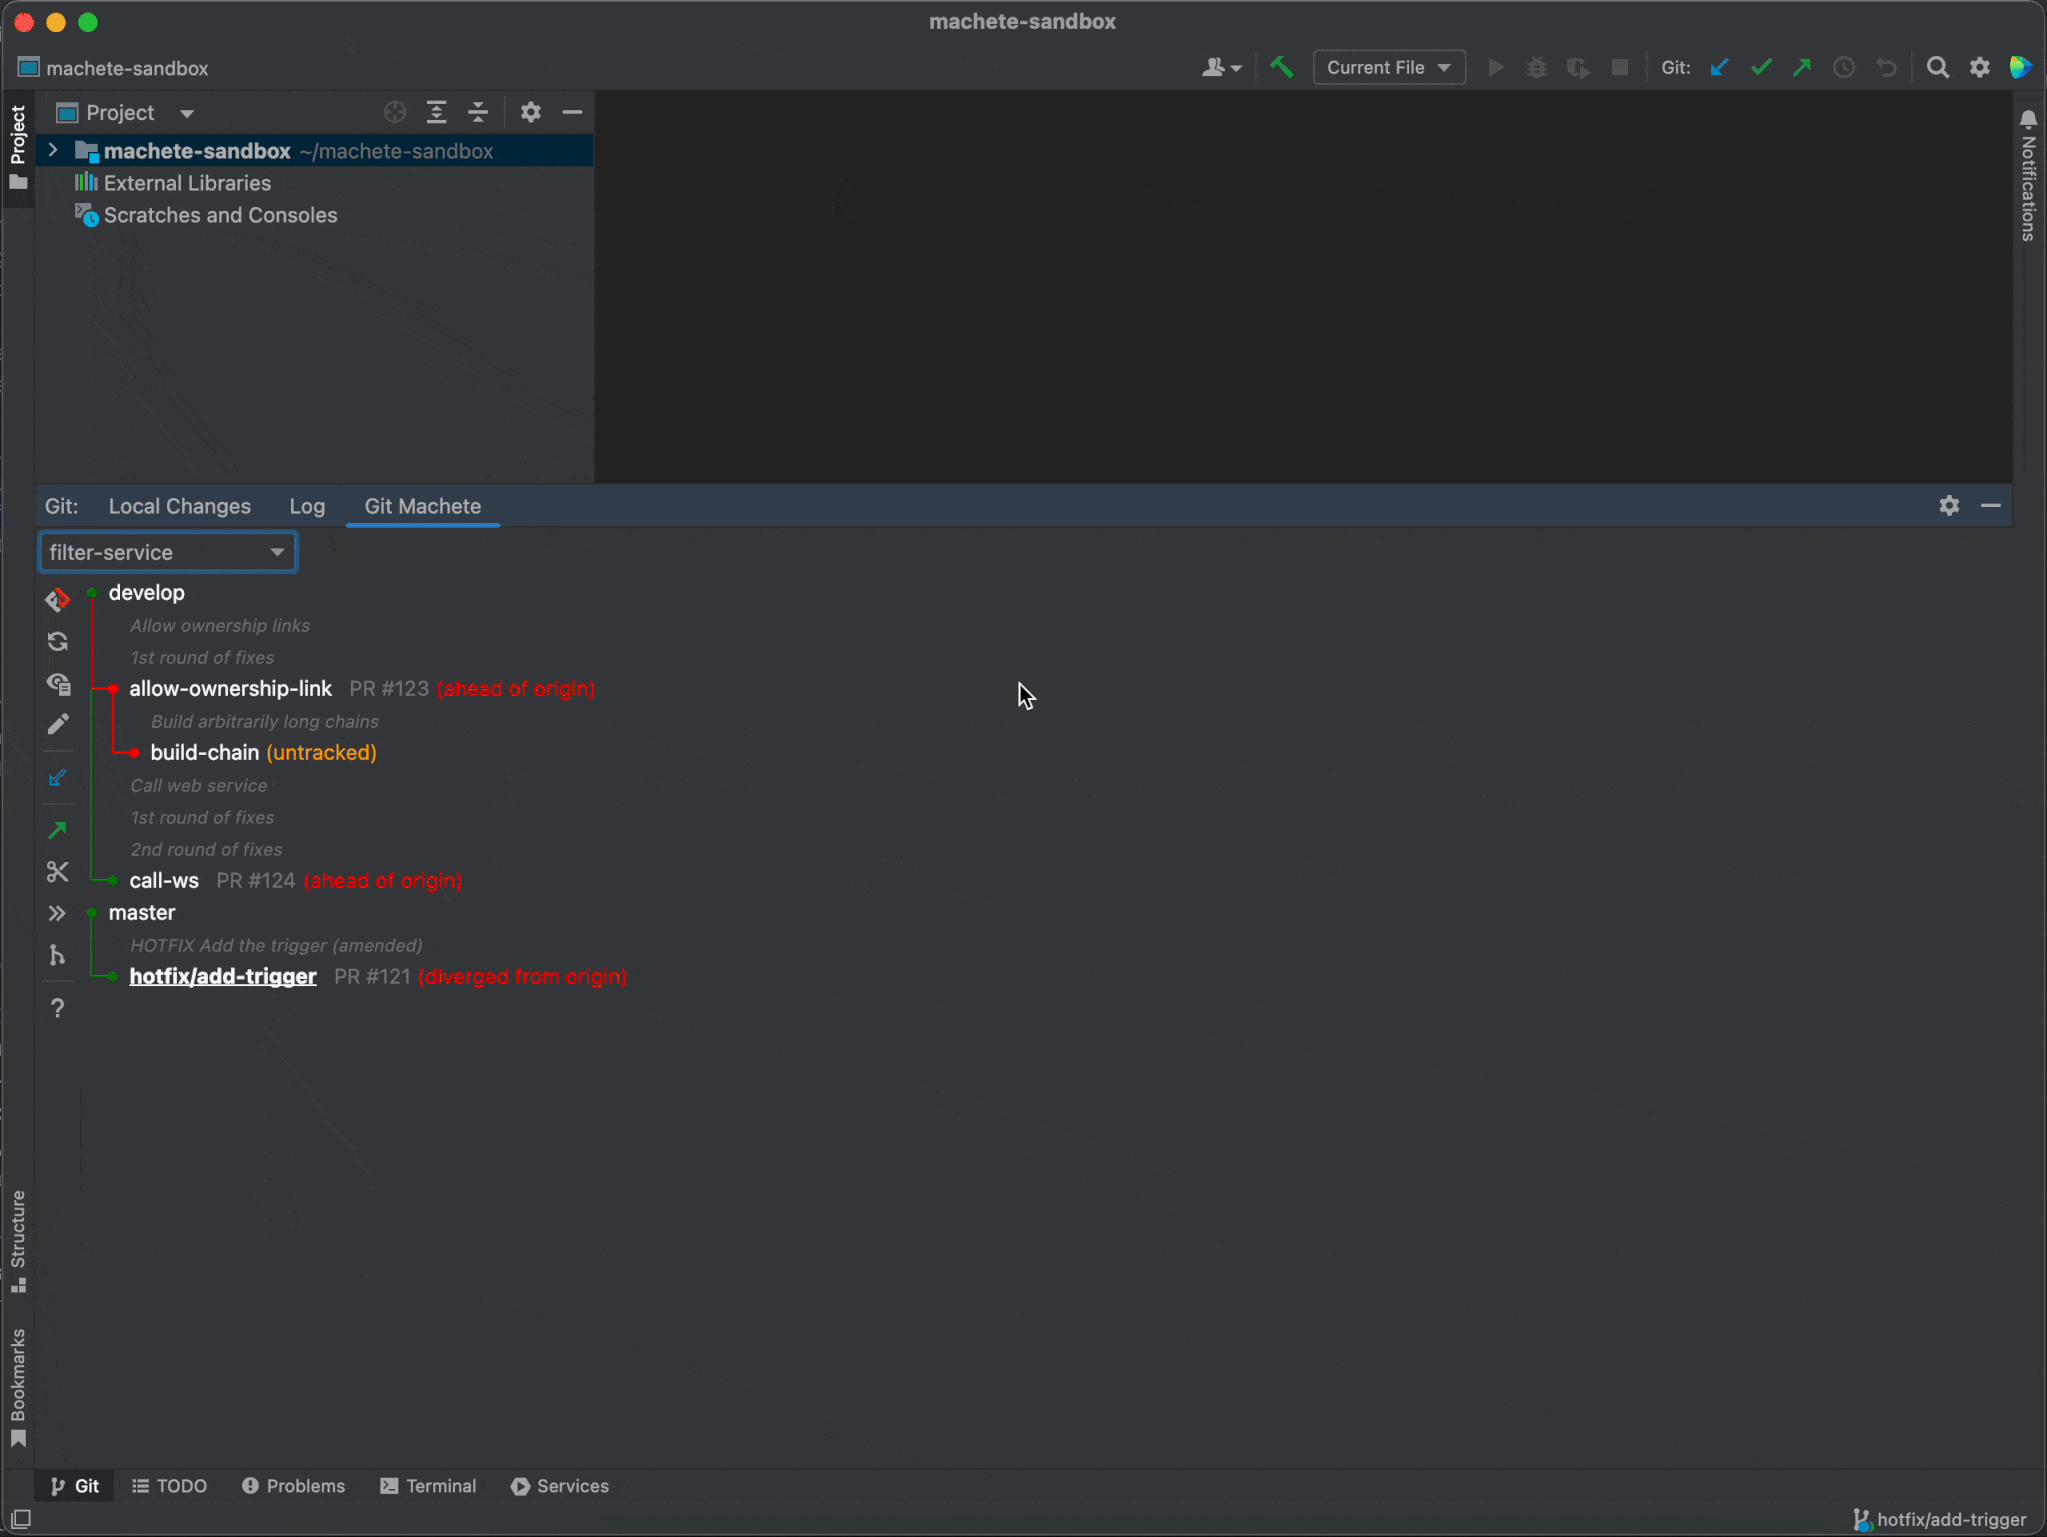 machete-sandbox
machete-sandbox
Current File
Git:
Project
Project
machete-sandbox ~/machete-sandbox
External Libraries
Scratches and Consoles
Notifications
Git: Local Changes Log Git Machete
filter-service
develop
Allow ownership links
1st round of fixes
allow-ownership-link PR #123 (ahead of origin)
Build arbitrarily long chains
build-chain (untracked)
Call web service
1st round of fixes
2nd round of fixes
call-ws PR #124 (ahead of origin)
master
HOTFIX Add the trigger (amended)
hotfix/add-trigger PR #121 (diverged from origin)
?
Structure
Bookmarks
Git TODO Problems Terminal Services
hotfix/add-trigger